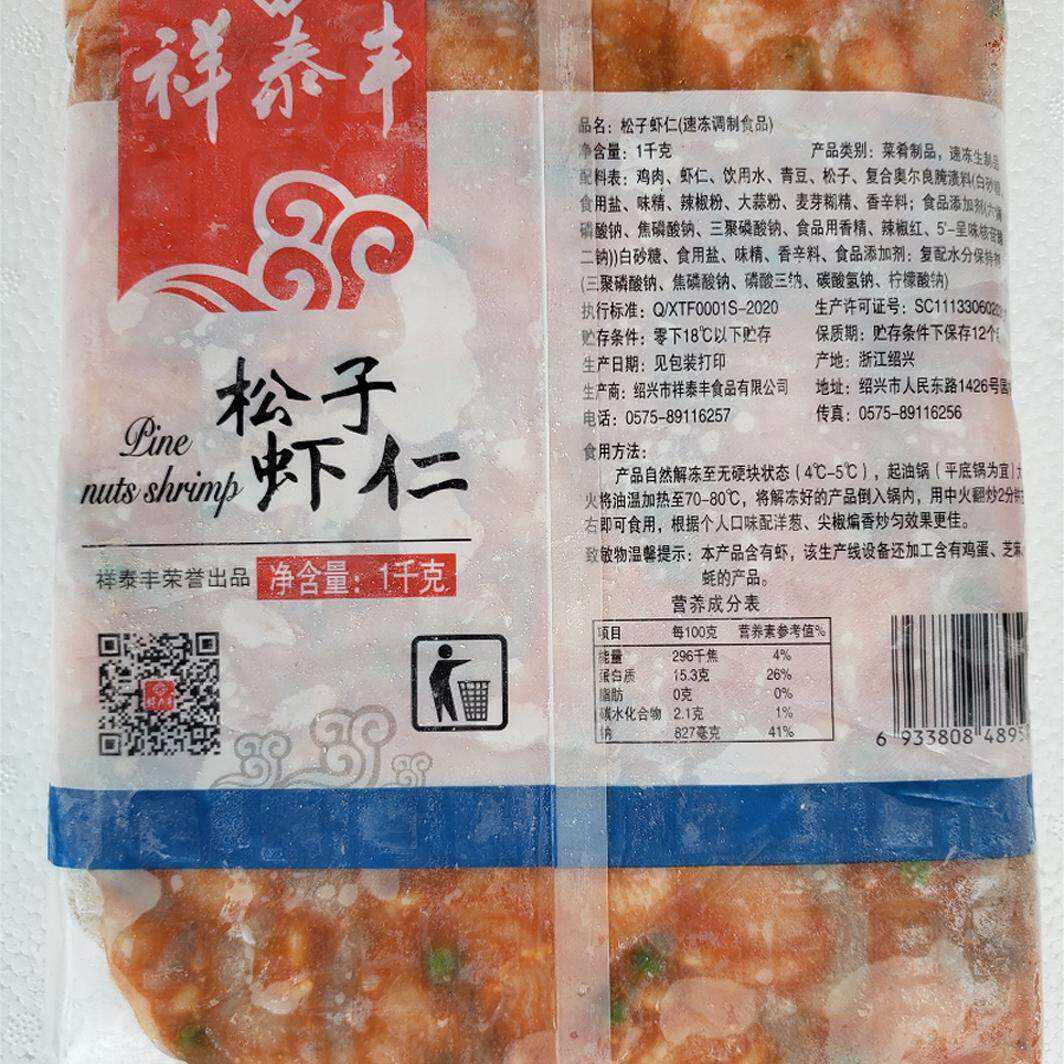 祥泰丰
松子
虾仁
Pine
nuts shrimp
祥泰丰荣誉出品 净含量：1千克
品名：松子虾仁(速冻调制食品)
净含量：1千克 产品类别：菜肴制品，速冻生制品
配料表：鸡肉、虾仁、饮用水、青豆、松子、复合奥尔良腌渍料(白砂糖、
食用盐、味精、辣椒粉、大蒜粉、麦芽糊精、香辛料；食品添加剂(六偏
磷酸钠、焦磷酸钠、三聚磷酸钠、食品用香精、辣椒红、5'-呈味核苷酸
二钠))白砂糖、食用盐、味精、香辛料、食品添加剂：复配水分保持剂
(三聚磷酸钠、焦磷酸钠、磷酸三钠、碳酸氢钠、柠檬酸钠)
执行标准：Q/XTF0001S-2020 生产许可证号：SC11133060
贮存条件：零下18℃以下贮存 保质期：贮存条件下保存12个
生产日期：见包装打印 产地：浙江绍兴
生产商：绍兴市祥泰丰食品有限公司 地址：绍兴市人民东路1426号
电话：0575-89116257 传真：0575-89116256
食用方法：
产品自然解冻至无硬块状态（4℃-5℃），起油锅（平底锅为宜）大
火将油温加热至70-80℃，将解冻好的产品倒入锅内，用中火翻炒2分钟左
右即可食用，根据个人口味配洋葱、尖椒煸香炒匀效果更佳。
致敏物温馨提示：本产品含有虾，该生产线设备还加工含有鸡蛋、芝麻
蚝的产品。
营养成分表
项目 每100克 营养素参考值%
能量 296千焦 4%
蛋白质 15.3克 26%
脂肪 0克 0%
碳水化合物 2.1克 1%
钠 827毫克 41%
6 933808 4895